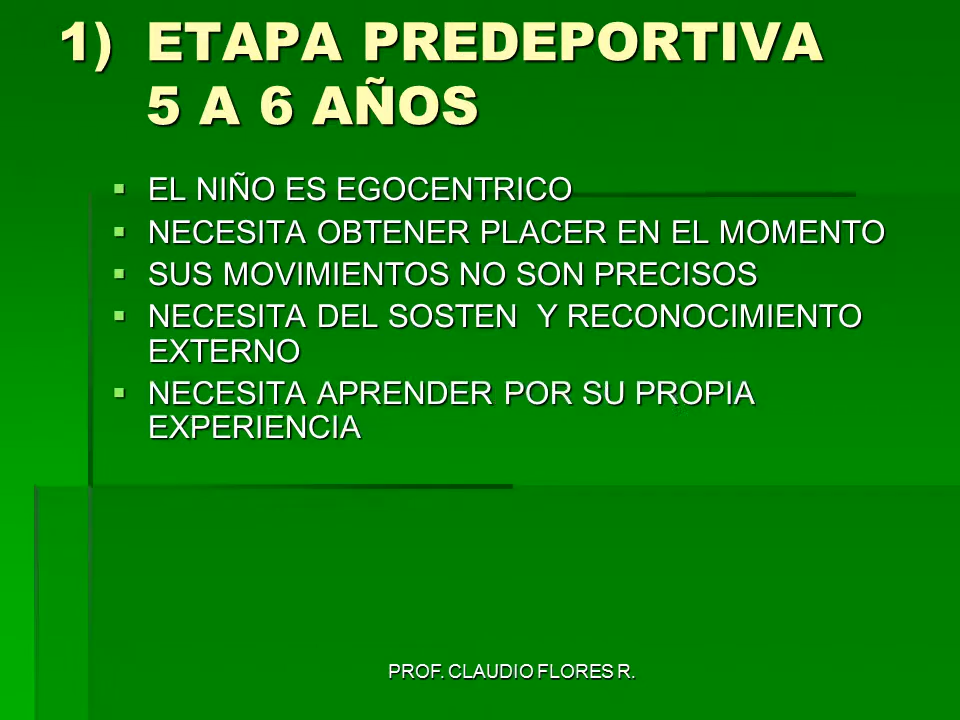 1) ETAPA PREDEPORTIVA
5 A 6 AÑOS
▪ EL NIÑO ES EGOCENTRICO
▪ NECESITA OBTENER PLACER EN EL MOMENTO
▪ SUS MOVIMIENTOS NO SON PRECISOS
▪ NECESITA DEL SOSTEN Y RECONOCIMIENTO
EXTERNO
▪ NECESITA APRENDER POR SU PROPIA
EXPERIENCIA
PROF. CLAUDIO FLORES R.